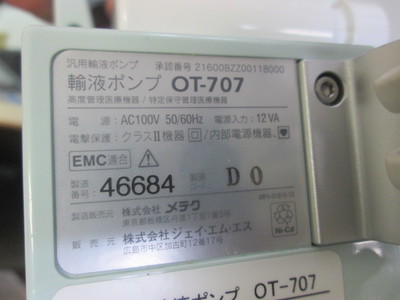 汎用輸液ポンプ 承認番号 21600BZZ00118000
輸液ポンプ OT-707
高度管理医療機器/特定保守管理医療機器
電源:AC100V 50/60Hz 電源入力:12VA
電撃保護:クラスⅡ機器 /内部電源機器、
EMC適合
製造番号: 46684 製造コード: D0
製造販売元 株式会社 メテク
Ni-Cd
販売元 株式会社 ジェイ・エム・エス
広島市中区加古町12番17号
輸液ポンプ OT-707